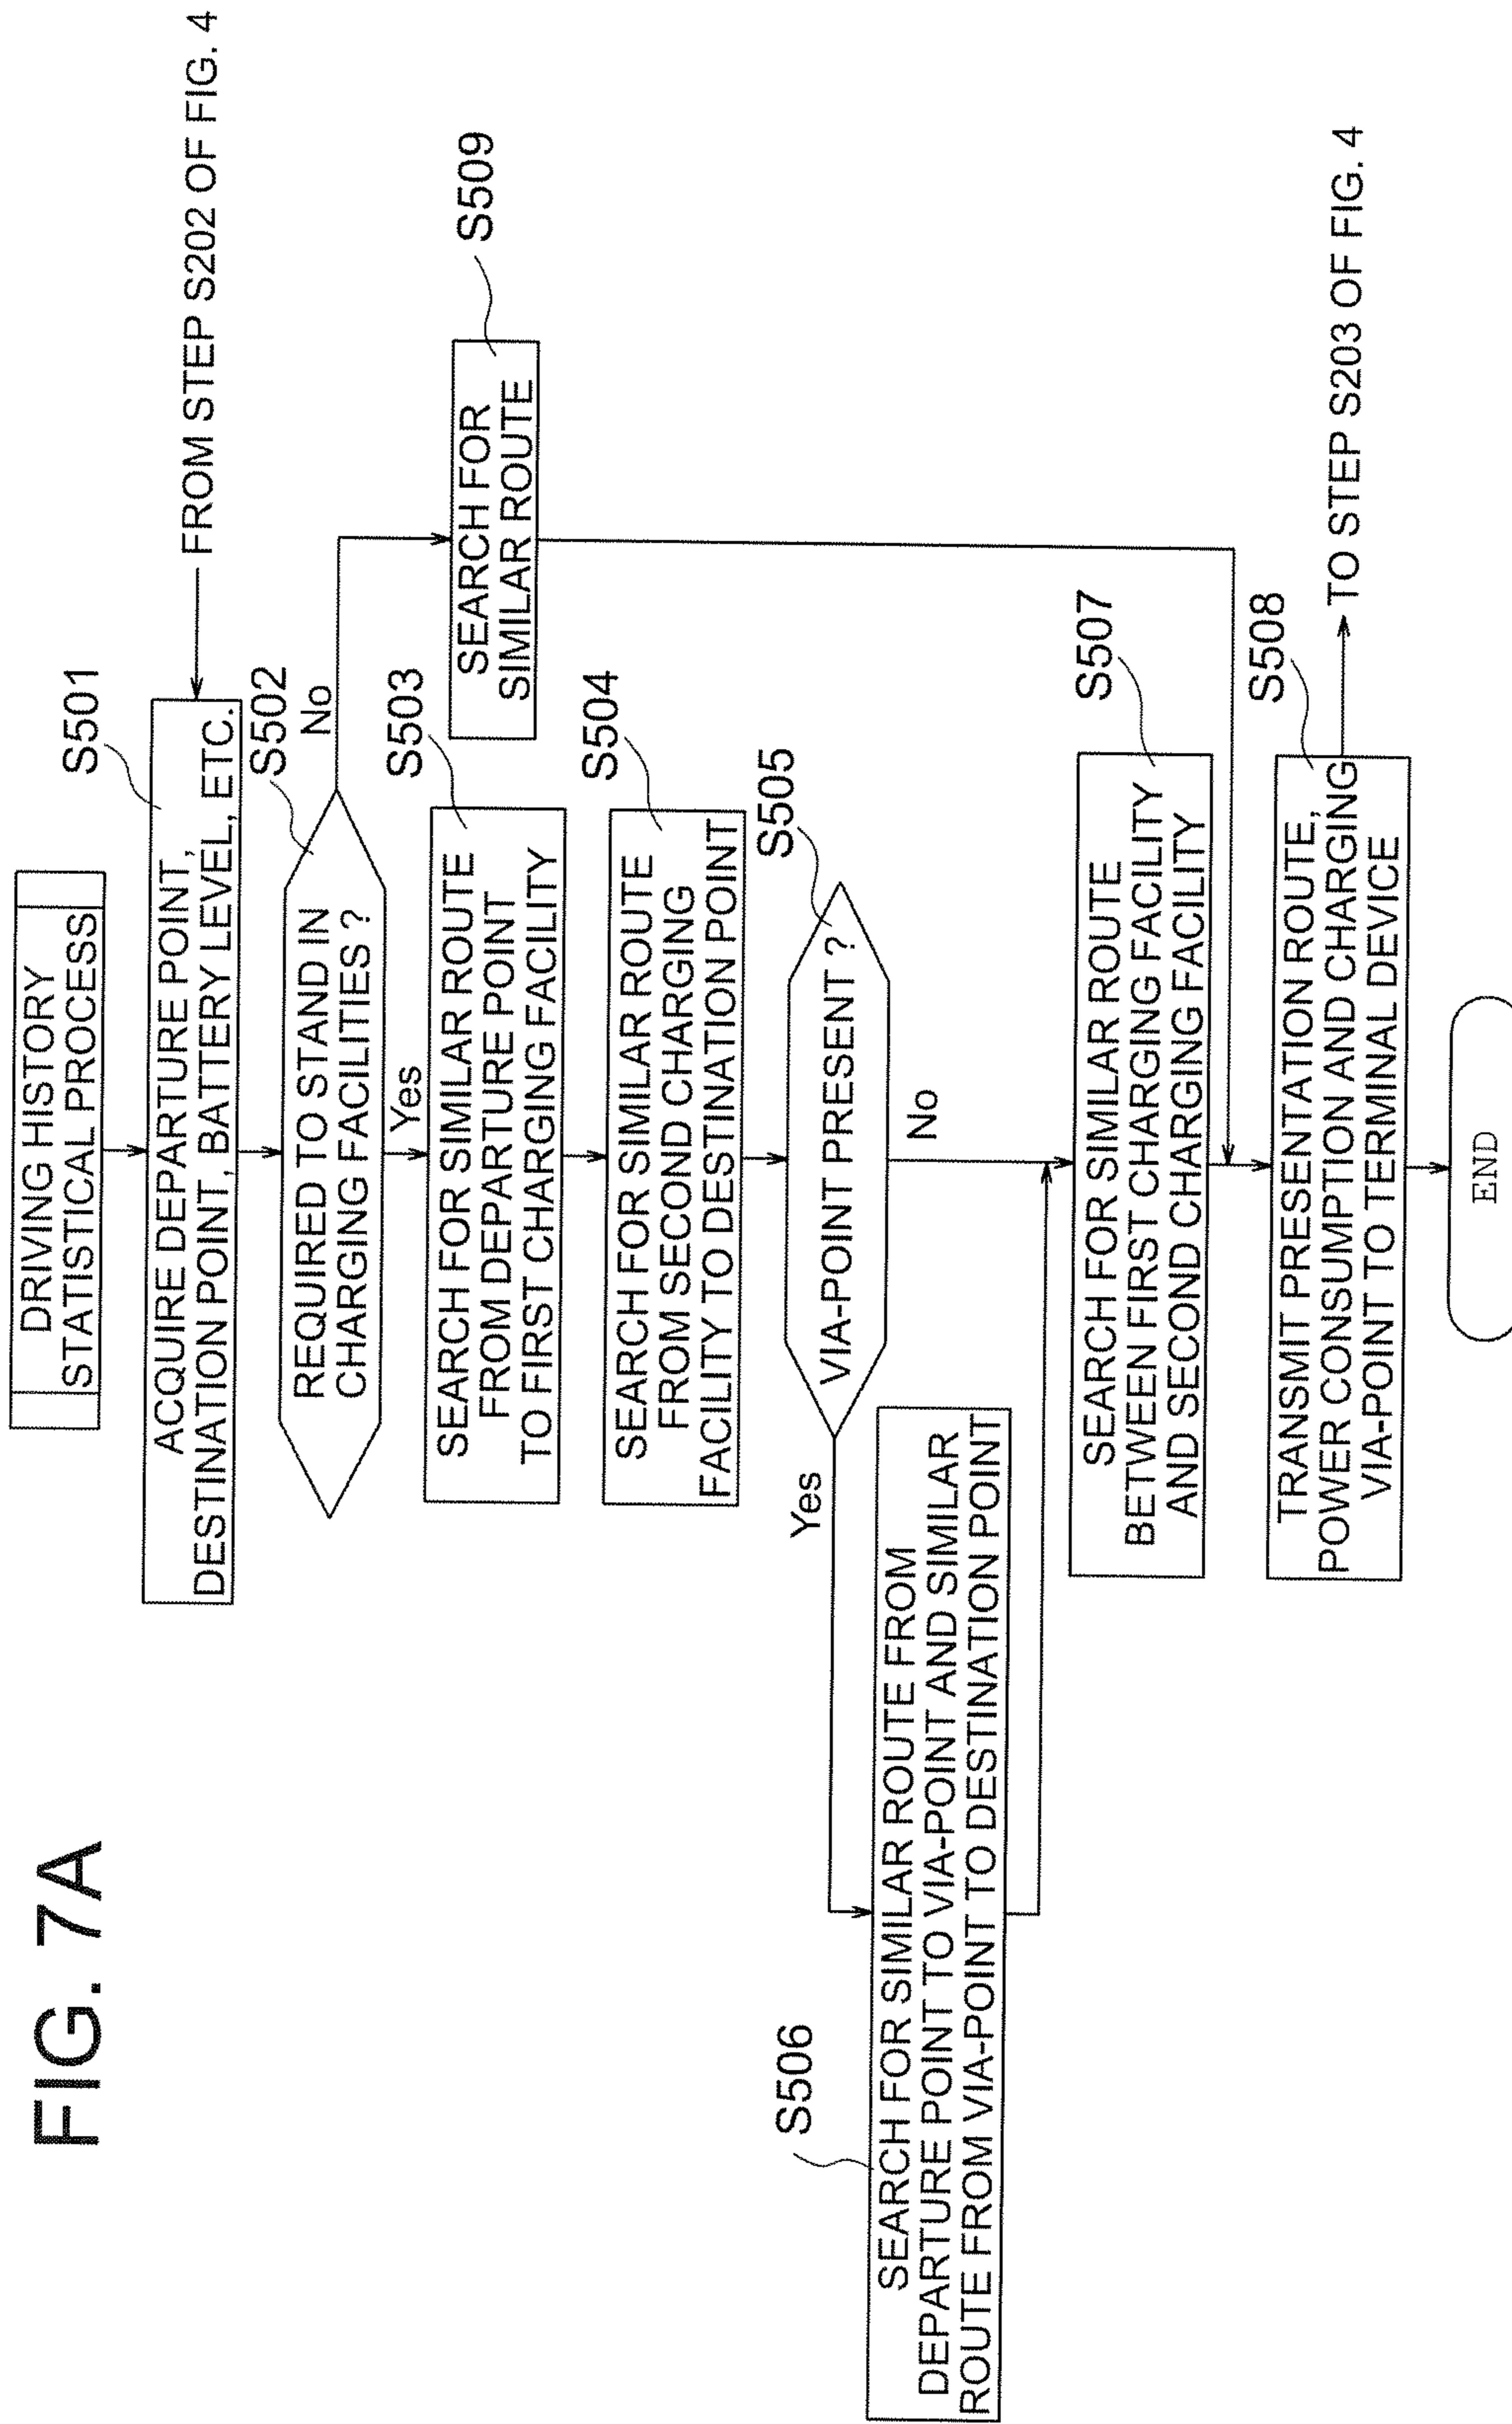 FIG. 7A
DRIVING HISTORY
STATISTICAL PROCESS
S501
ACQUIRE DEPARTURE POINT,
DESTINATION POINT, BATTERY LEVEL, ETC.
FROM STEP S202 OF FIG. 4
S502
REQUIRED TO STAND IN
CHARGING FACILITIES ?
No
Yes
S503
SEARCH FOR SIMILAR ROUTE
FROM DEPARTURE POINT
TO FIRST CHARGING FACILITY
S509
SEARCH FOR
SIMILAR ROUTE
S504
SEARCH FOR SIMILAR ROUTE
FROM SECOND CHARGING
FACILITY TO DESTINATION POINT
S505
VIA-POINT PRESENT ?
Yes
No
S506
SEARCH FOR SIMILAR ROUTE FROM
DEPARTURE POINT TO VIA-POINT AND SIMILAR
ROUTE FROM VIA-POINT TO DESTINATION POINT
S507
SEARCH FOR SIMILAR ROUTE
BETWEEN FIRST CHARGING FACILITY
AND SECOND CHARGING FACILITY
S508
TRANSMIT PRESENTATION ROUTE,
POWER CONSUMPTION AND CHARGING
VIA-POINT TO TERMINAL DEVICE
TO STEP S203 OF FIG. 4
END